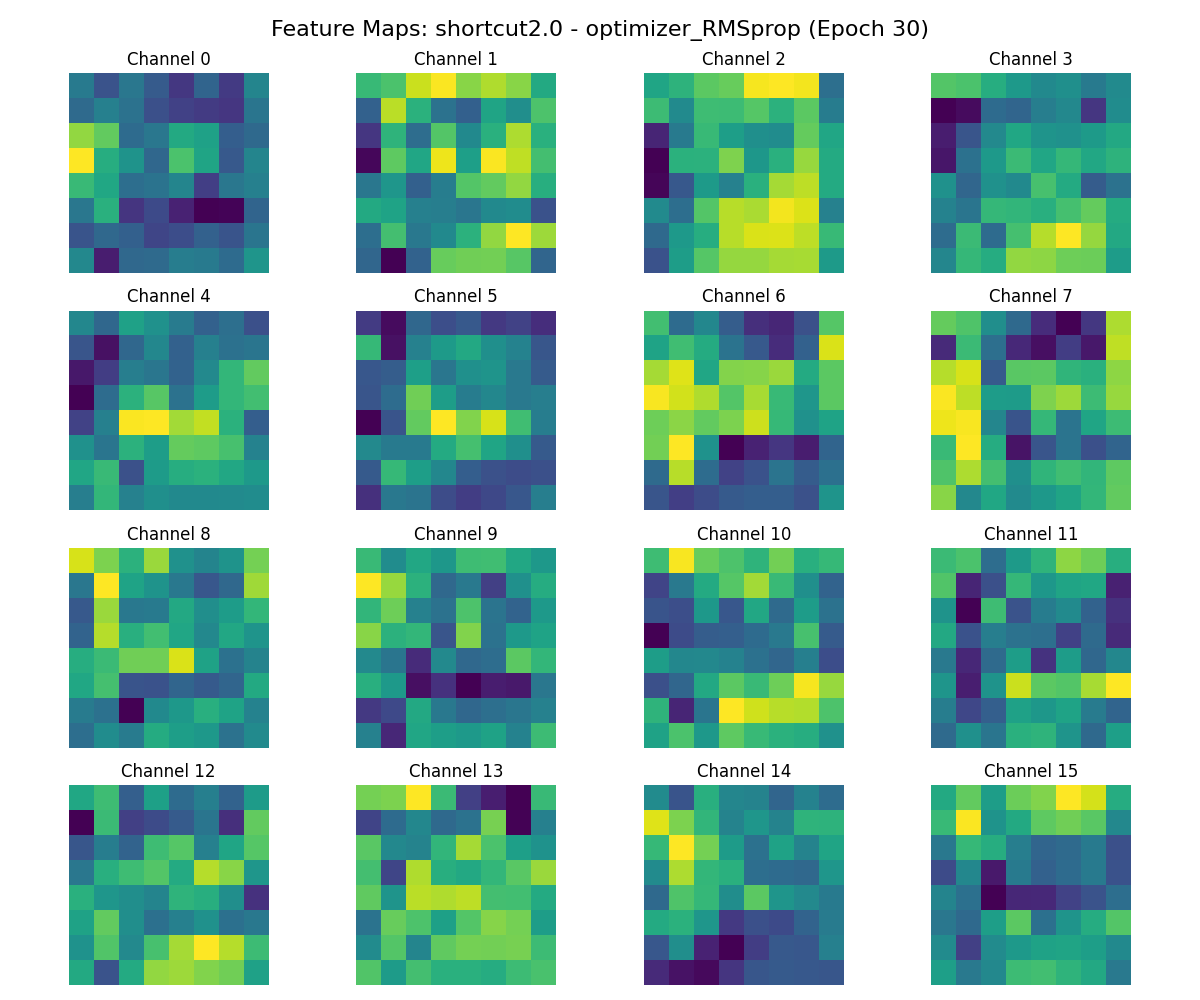 Feature Maps: shortcut2.0 - optimizer_RMSprop (Epoch 30)
Channel 0
Channel 1
Channel 2
Channel 3
Channel 4
Channel 5
Channel 6
Channel 7
Channel 8
Channel 9
Channel 10
Channel 11
Channel 12
Channel 13
Channel 14
Channel 15